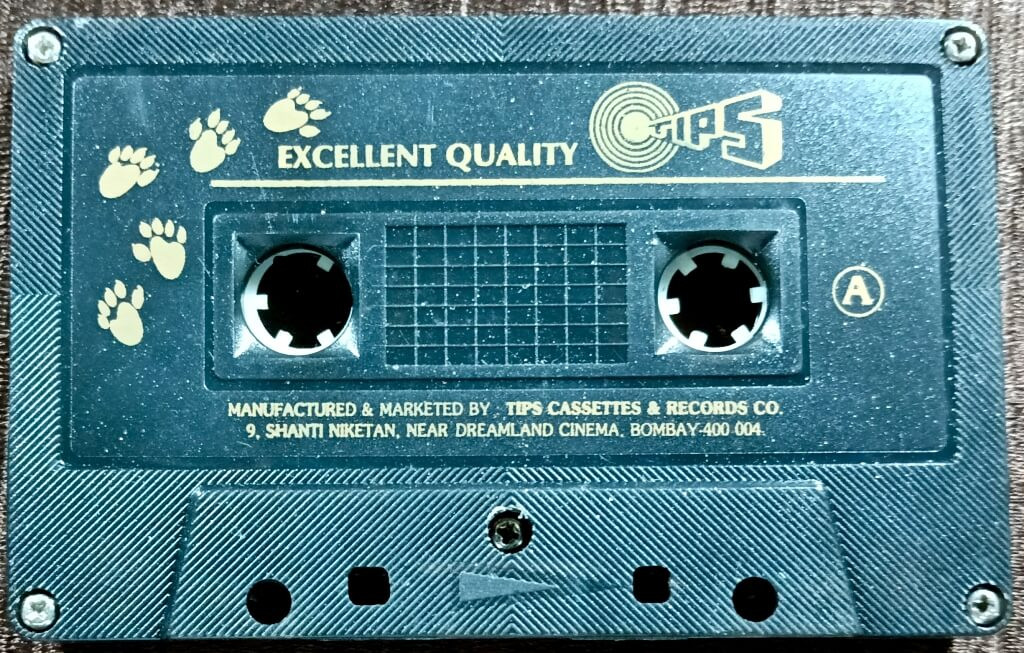 EXCELLENT QUALITY
TIPS
A
MANUFACTURED & MARKETED BY : TIPS CASSETTES & RECORDS CO.
9, SHANTI NIKETAN, NEAR DREAMLAND CINEMA, BOMBAY-400 004.